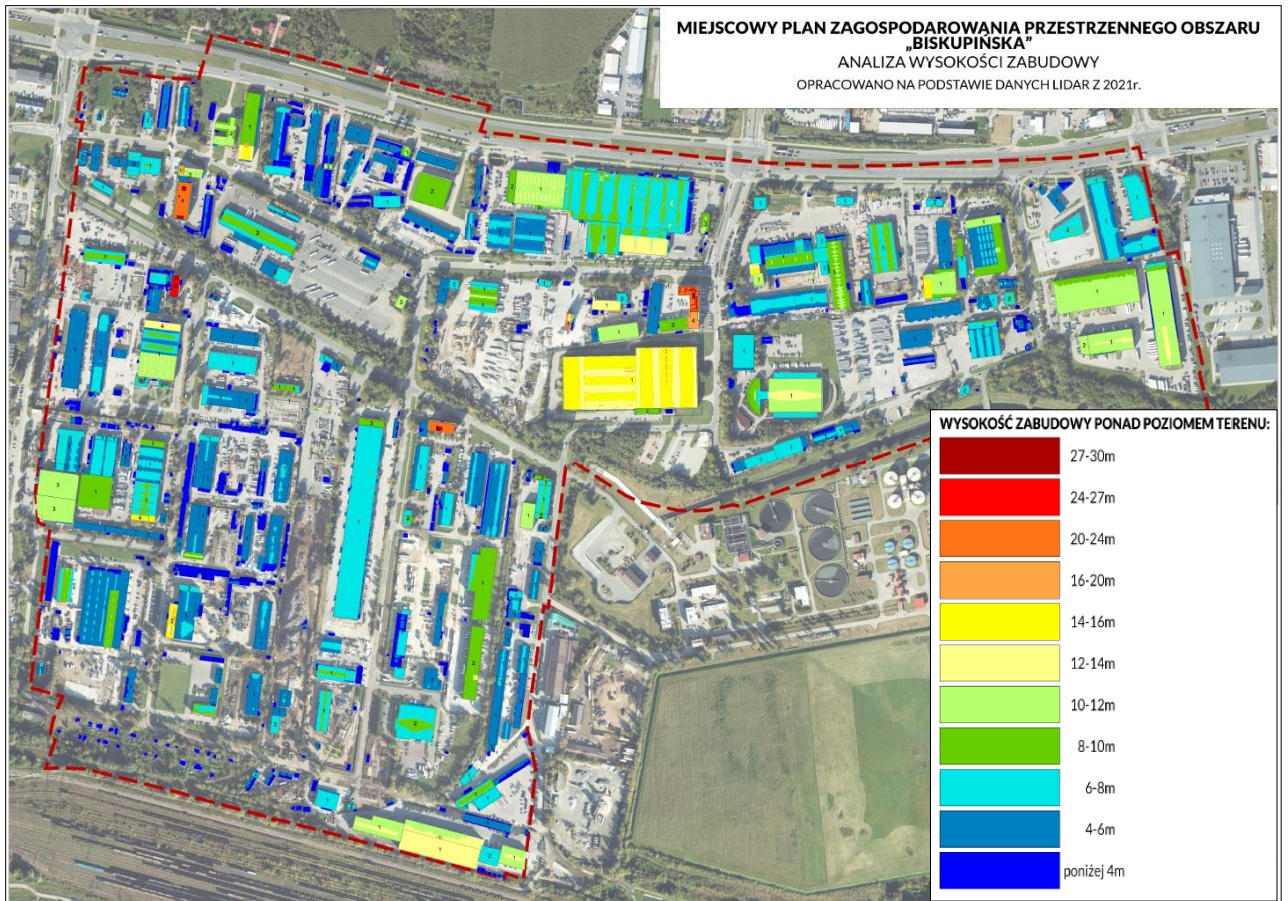 MIEJSCOWY PLAN ZAGOSPODAROWANIA PRZESTRZENNEGO OBSZARU
„BISKUPIŃSKA”
ANALIZA WYSOKOŚCI ZABUDOWY
OPRACOWANO NA PODSTAWIE DANYCH LIDAR Z 2021r.
WYSOKOŚĆ ZABUDOWY PONAD POZIOMEM TERENU:
27-30m
24-27m
20-24m
16-20m
14-16m
12-14m
10-12m
8-10m
6-8m
4-6m
poniżej 4m